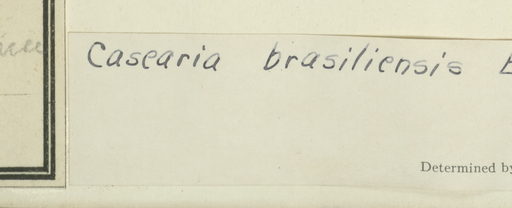 Casearia brasiliensis
Determined by